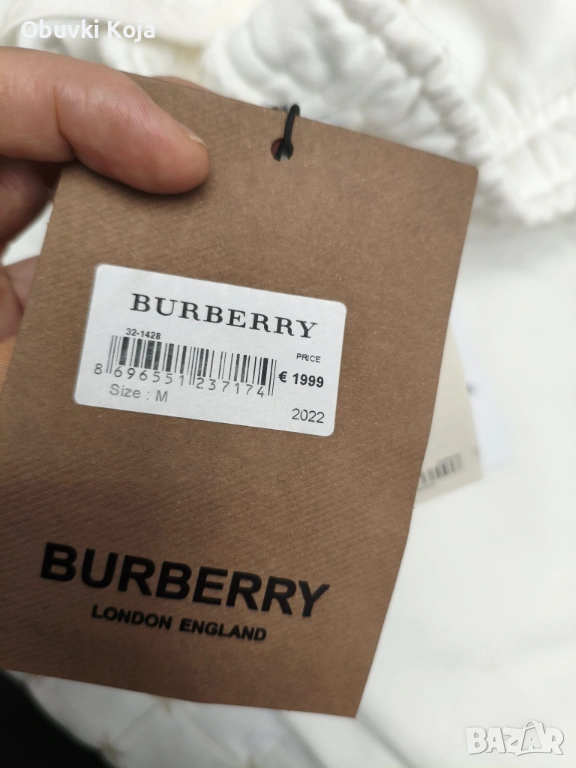 Obuvki Koja
BURBERRY
32-1428
PRICE
8 696551 237174
€ 1999
Size : M
2022
BURBERRY
LONDON ENGLAND
BAZAR